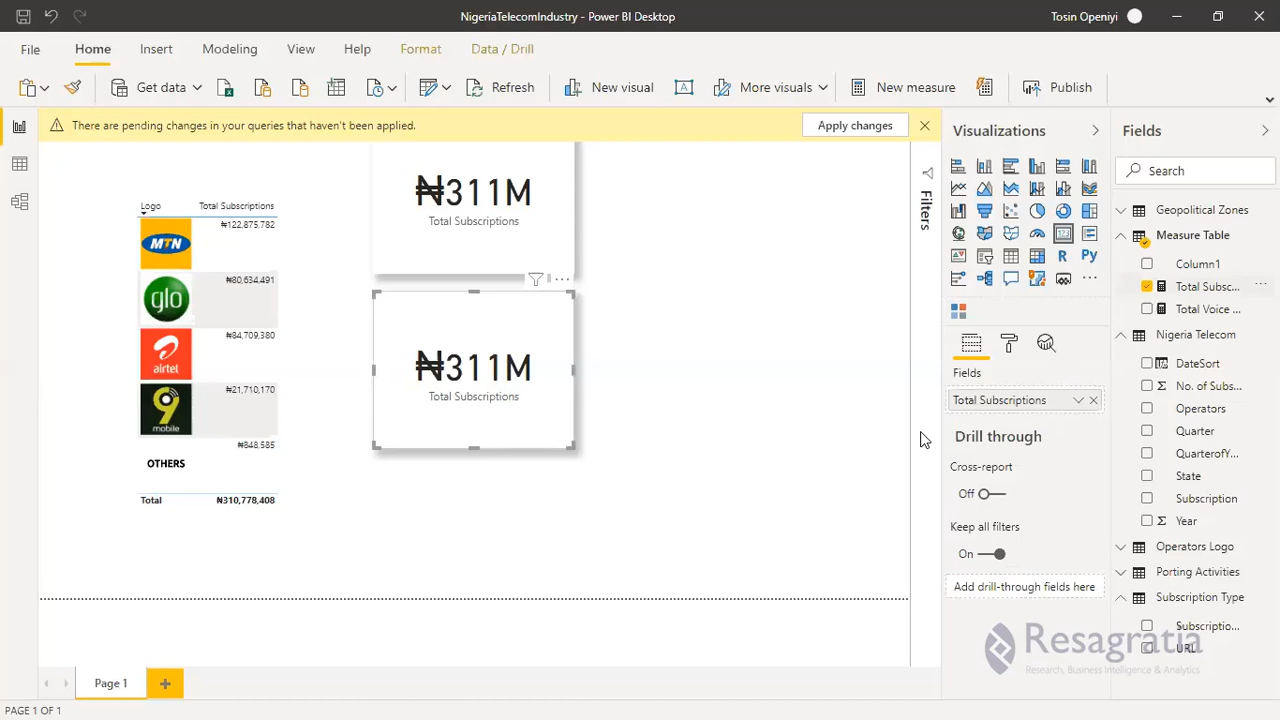 NigeriaTelecomIndustry - Power BI Desktop
Tosin Openiyi
File
Home
Insert
Modeling
View
Help
Format
Data / Drill
Get data
Refresh
New visual
More visuals
New measure
Publish
There are pending changes in your queries that haven't been applied.
Apply changes
Logo
Total Subscriptions
MTN
₦122,875,782
glo
₦80,634,491
airtel
₦84,709,380
9
mobile
₦21,710,170
₦848,585
OTHERS
Total
₦310,778,408
₦311M
Total Subscriptions
₦311M
Total Subscriptions
Filters
Visualizations
123
R
Py
Fields
Total Subscriptions
Drill through
Cross-report
Off
Keep all filters
On
Add drill-through fields here
Fields
Search
Geopolitical Zones
Measure Table
Column1
Total Subsc...
Total Voice ...
Nigeria Telecom
DateSort
No. of Subs...
Operators
Quarter
QuarterofY...
State
Subscription
Year
Operators Logo
Porting Activities
Subscription Type
Subscriptio...
URL
Resagratia
Research, Business Intelligence & Analytics
Page 1
PAGE 1 OF 1